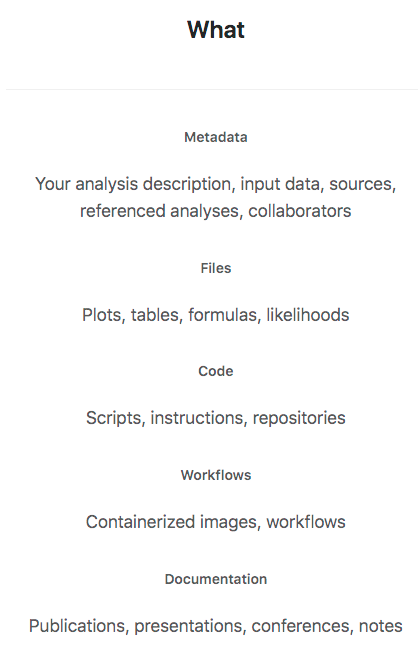 What
Metadata
Your analysis description, input data, sources,
referenced analyses, collaborators
Files
Plots, tables, formulas, likelihoods
Code
Scripts, instructions, repositories
Workflows
Containerized images, workflows
Documentation
Publications, presentations, conferences, notes